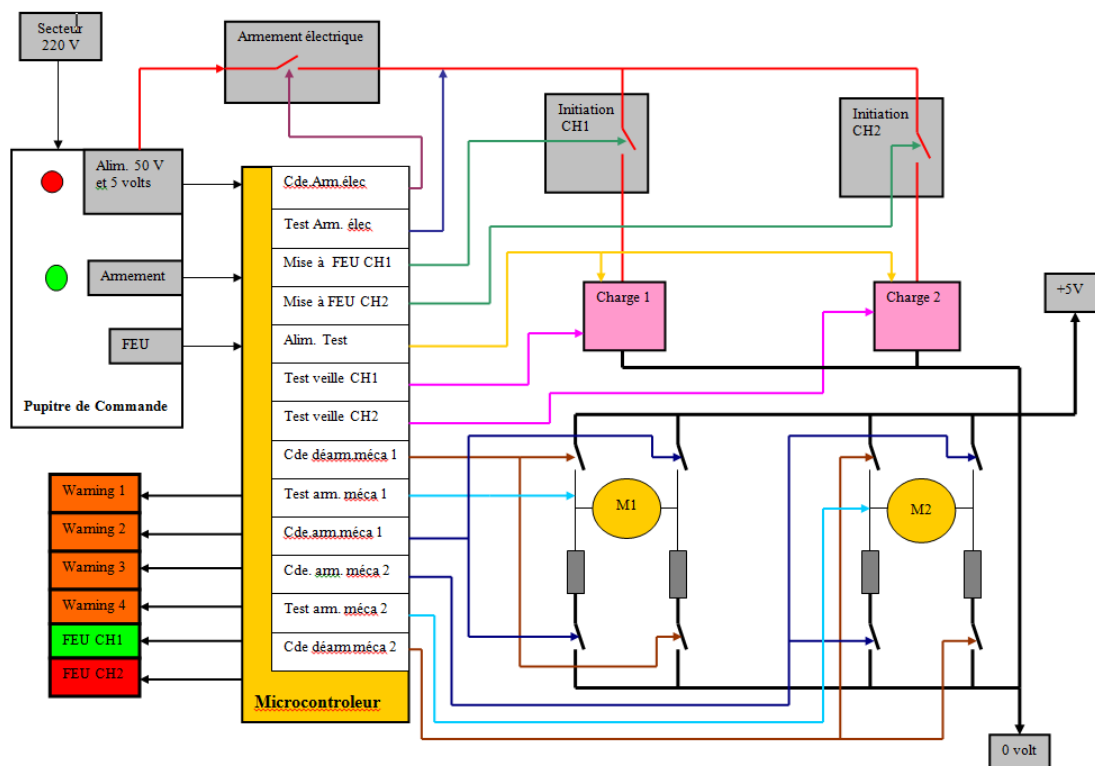 Secteur
220 V
Armement électrique
Initiation
CH1
Initiation
CH2
Alim. 50 V
et 5 volts
Armement
FEU
Pupitre de Commande
Cde.Arm.élec
Test Arm. élec
Mise à FEU CH1
Mise à FEU CH2
Alim. Test
Test veille CH1
Test veille CH2
Cde déarm.méca 1
Test arm. méca 1
Cde.arm.méca 1
Cde. arm. méca 2
Test arm. méca 2
Cde déarm.méca 2
Microcontroleur
Charge 1
Charge 2
+5V
M1
M2
0 volt
Warning 1
Warning 2
Warning 3
Warning 4
FEU CH1
FEU CH2